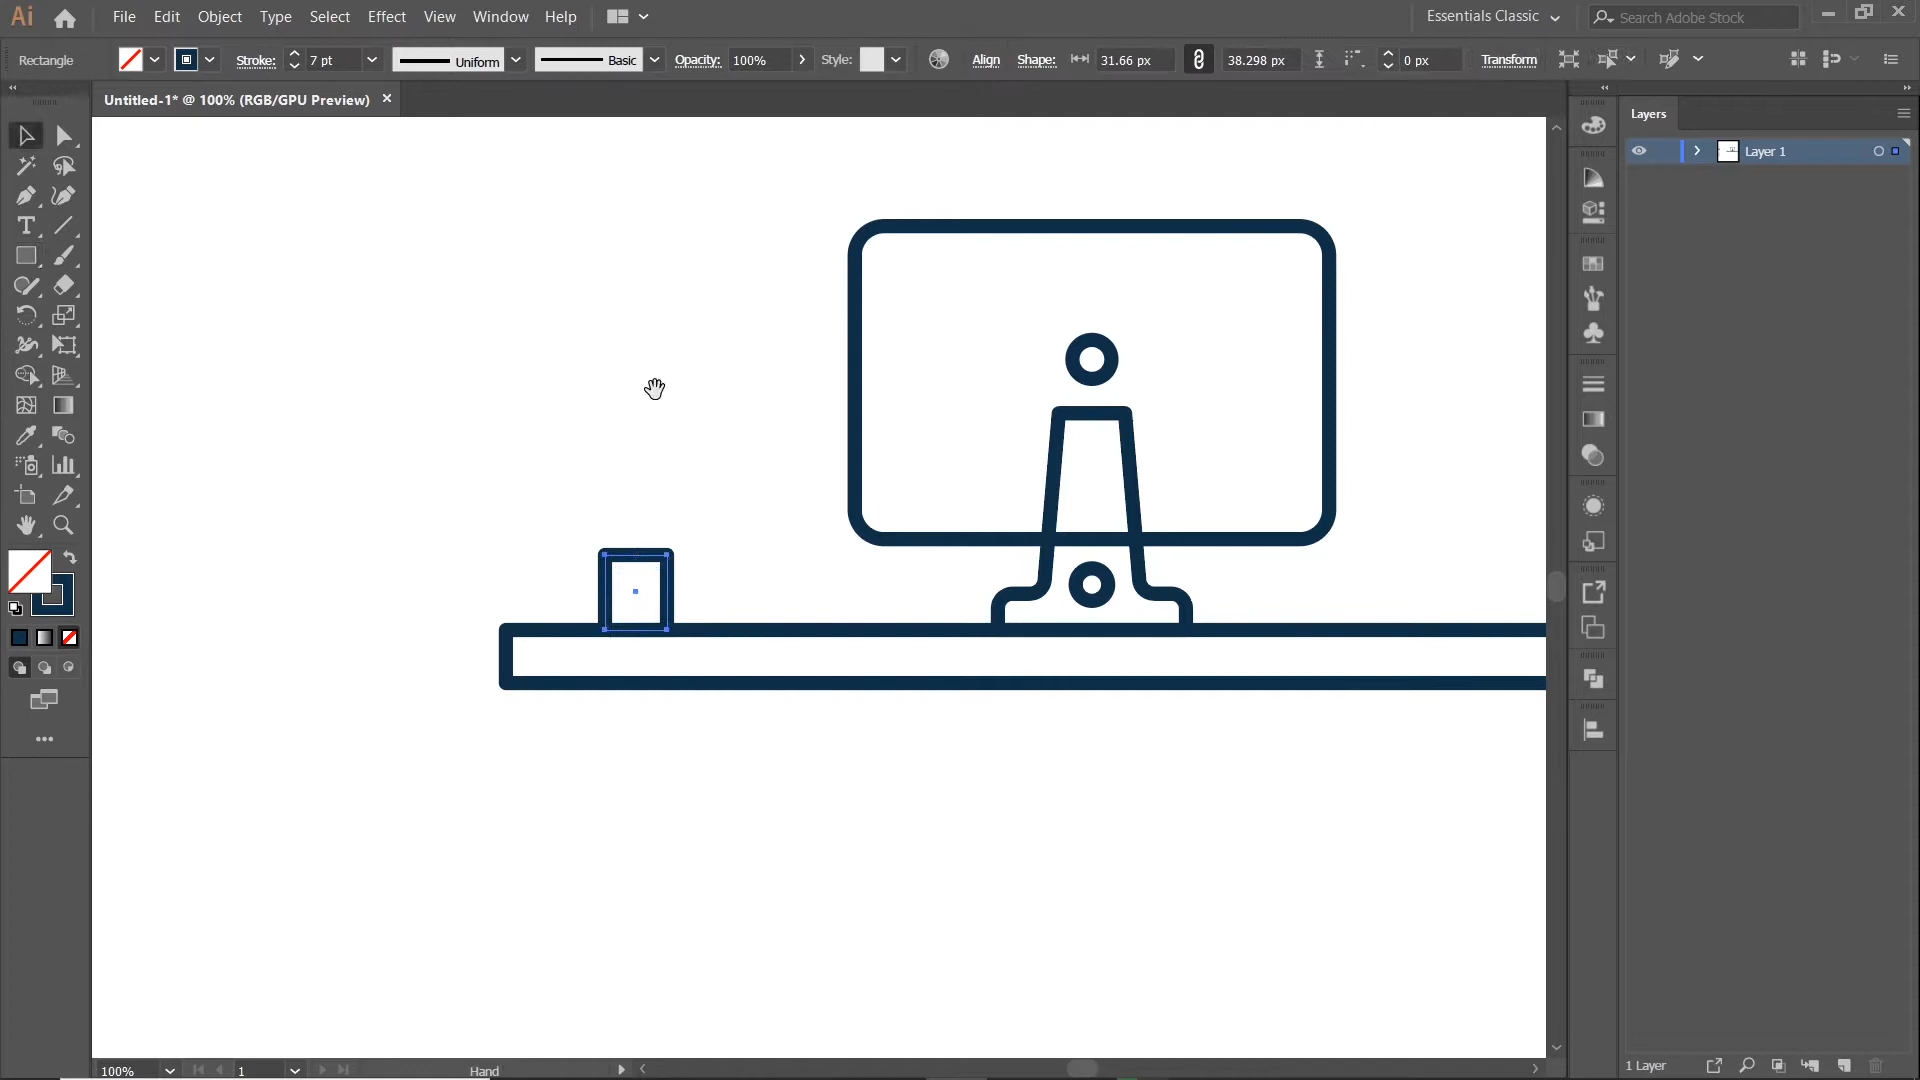 Ai File Edit Object Type Select Effect View Window Help Essentials Classic Search Adobe Stock
Rectangle Stroke: 7 pt Uniform Basic Opacity: 100% Style: Align Shape: 31.66 px 38.298 px 0 px Transform
Untitled-1* @ 100% (RGB/GPU Preview)
Layers
Layer 1
1 Layer
100% 1 Hand